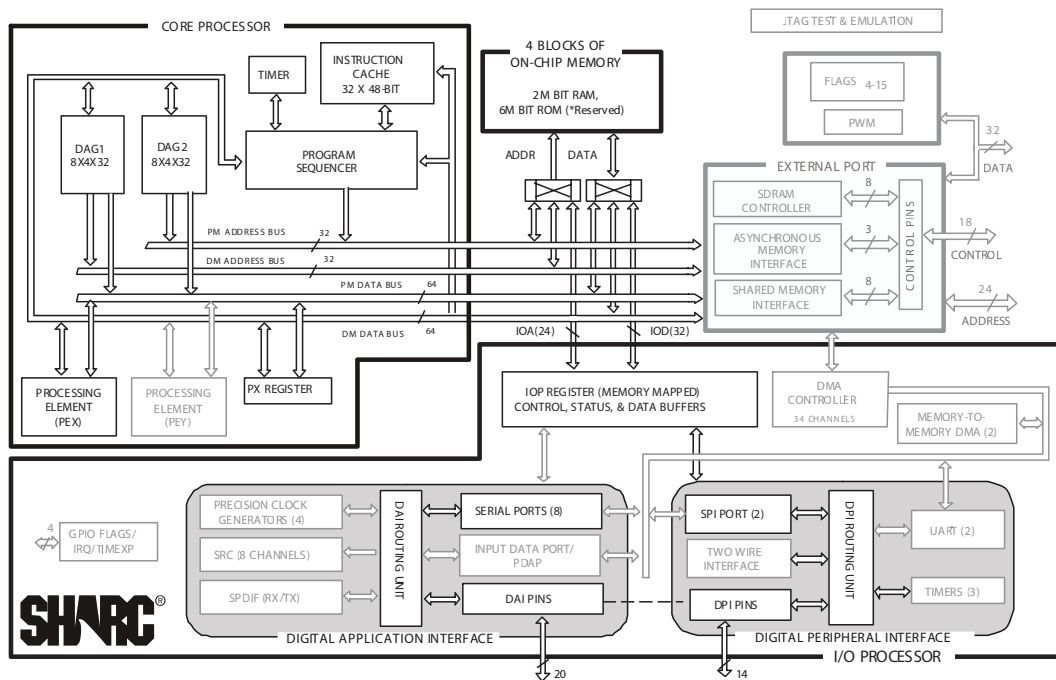 CORE PROCESSOR
JTAG TEST & EMULATION
TIMER
INSTRUCTION
CACHE
32 X 48-BIT
4 BLOCKS OF
ON-CHIP MEMORY
2M BIT RAM,
6M BIT ROM (*Reserved)
FLAGS 4-15
PWM
32
DATA
DAG1
8X4X32
DAG2
8X4X32
PROGRAM
SEQUENCER
ADDR
DATA
EXTERNAL PORT
SDRAM
CONTROLLER
8
ASYNCHRONOUS
MEMORY
INTERFACE
3
SHARED MEMORY
INTERFACE
8
CONTROL PINS
18
CONTROL
24
ADDRESS
PM ADDRESS BUS
32
DM ADDRESS BUS
32
PM DATA BUS
64
DM DATA BUS
64
IOA(24)
IOD(32)
PROCESSING
ELEMENT
(PEX)
PROCESSING
ELEMENT
(PEY)
PX REGISTER
IOP REGISTER (MEMORY MAPPED)
CONTROL, STATUS, & DATA BUFFERS
DMA
CONTROLLER
34 CHANNELS
MEMORY-TO-
MEMORY DMA (2)
4
GPIO FLAGS/
IRQ/TIMEXP
PRECISION CLOCK
GENERATORS (4)
SRC (8 CHANNELS)
SPDIF (RX/TX)
DAI ROUTING UNIT
SERIAL PORTS (8)
INPUT DATA PORT/
PDAP
DAI PINS
DIGITAL APPLICATION INTERFACE
20
SPI PORT (2)
TWO WIRE
INTERFACE
DPI PINS
DPI ROUTING UNIT
UART (2)
TIMERS (3)
DIGITAL PERIPHERAL INTERFACE
14
I/O PROCESSOR
SHARC®